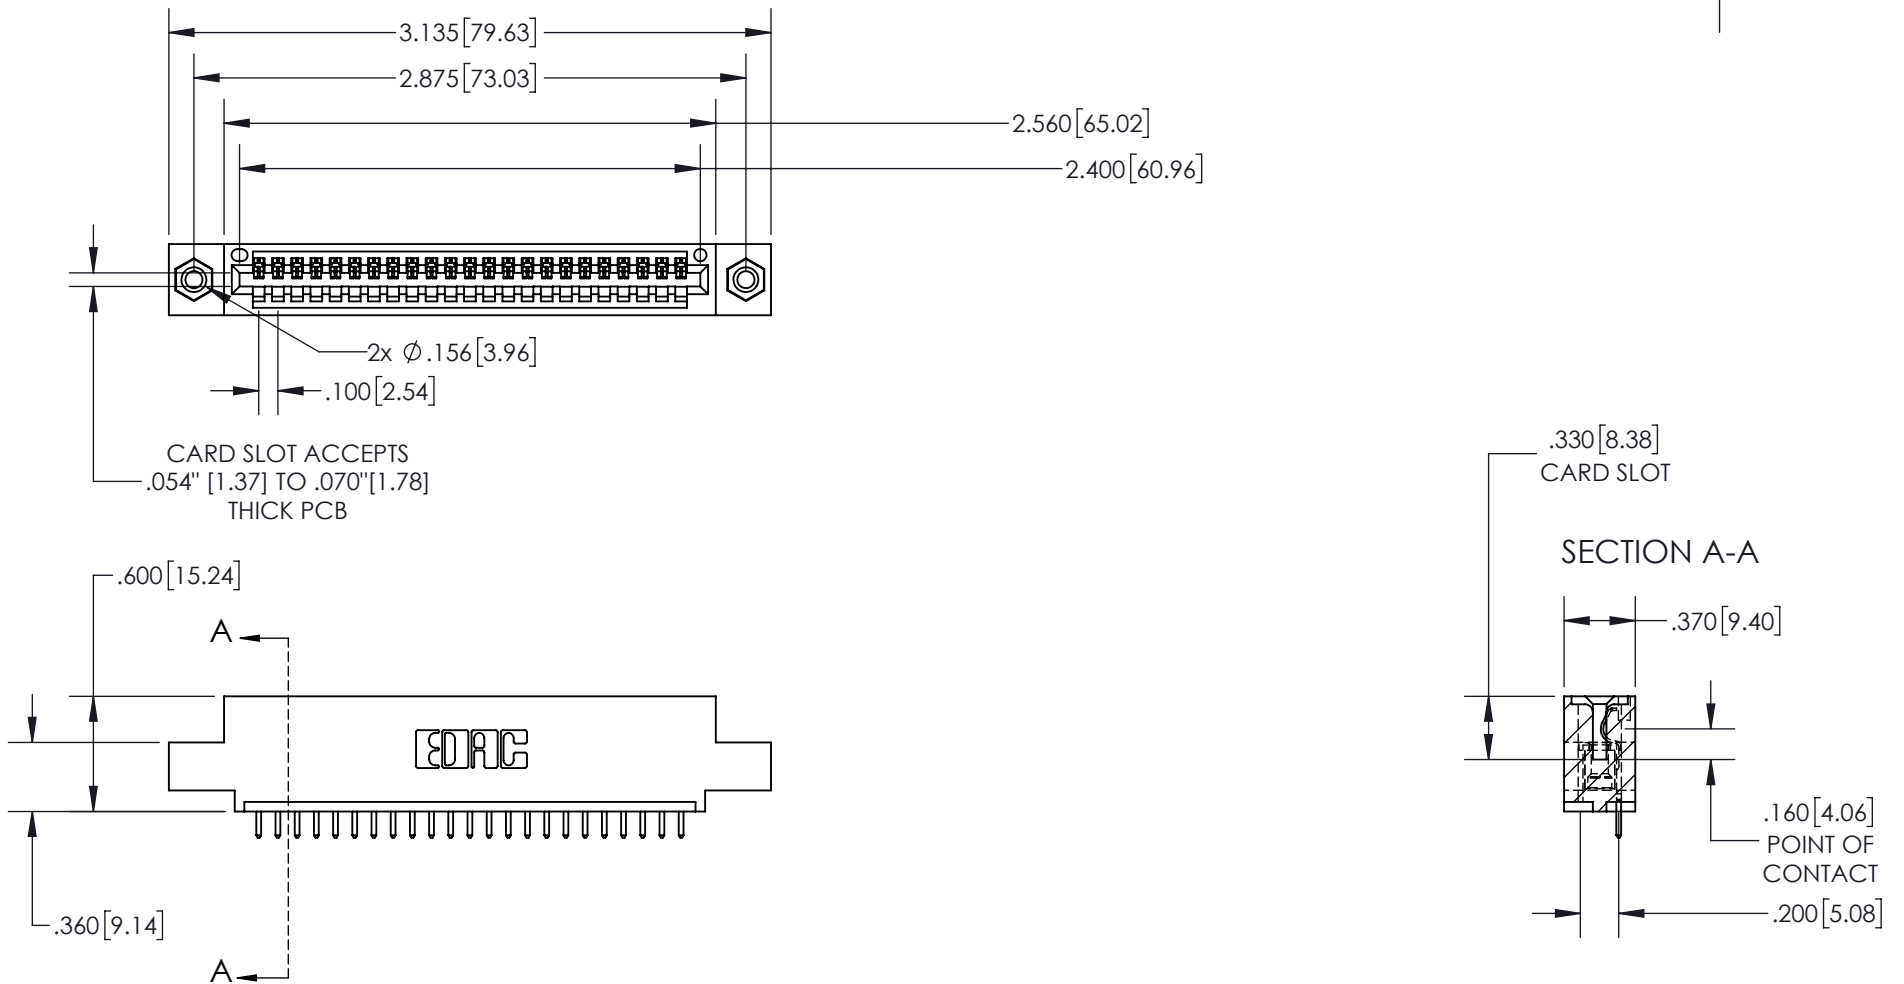 3.135[79.63]
2.875[73.03]
2.560[65.02]
2.400[60.96]
2x Ø.156[3.96]
.100[2.54]
CARD SLOT ACCEPTS
.054" [1.37] TO .070"[1.78]
THICK PCB
.330[8.38]
CARD SLOT
SECTION A-A
.600[15.24]
.370[9.40]
A
EDAC
.160[4.06]
POINT OF
CONTACT
.200[5.08]
.360[9.14]
A